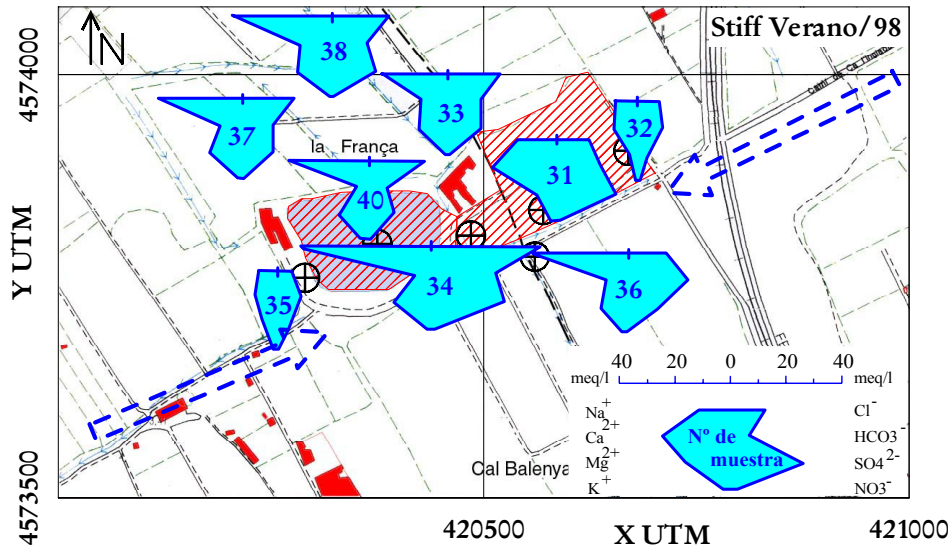 Stiff Verano/98
N
4574000
4573500
Y UTM
38
33
37
32
31
la França
40
34
36
35
40 20 0 20 40
meq/l meq/l
Na+ Cl-
Ca2+ HCO3-
Mg2+ SO4 2-
K+ NO3-
Nº de
muestra
Cal Balenya
420500
X UTM
421000